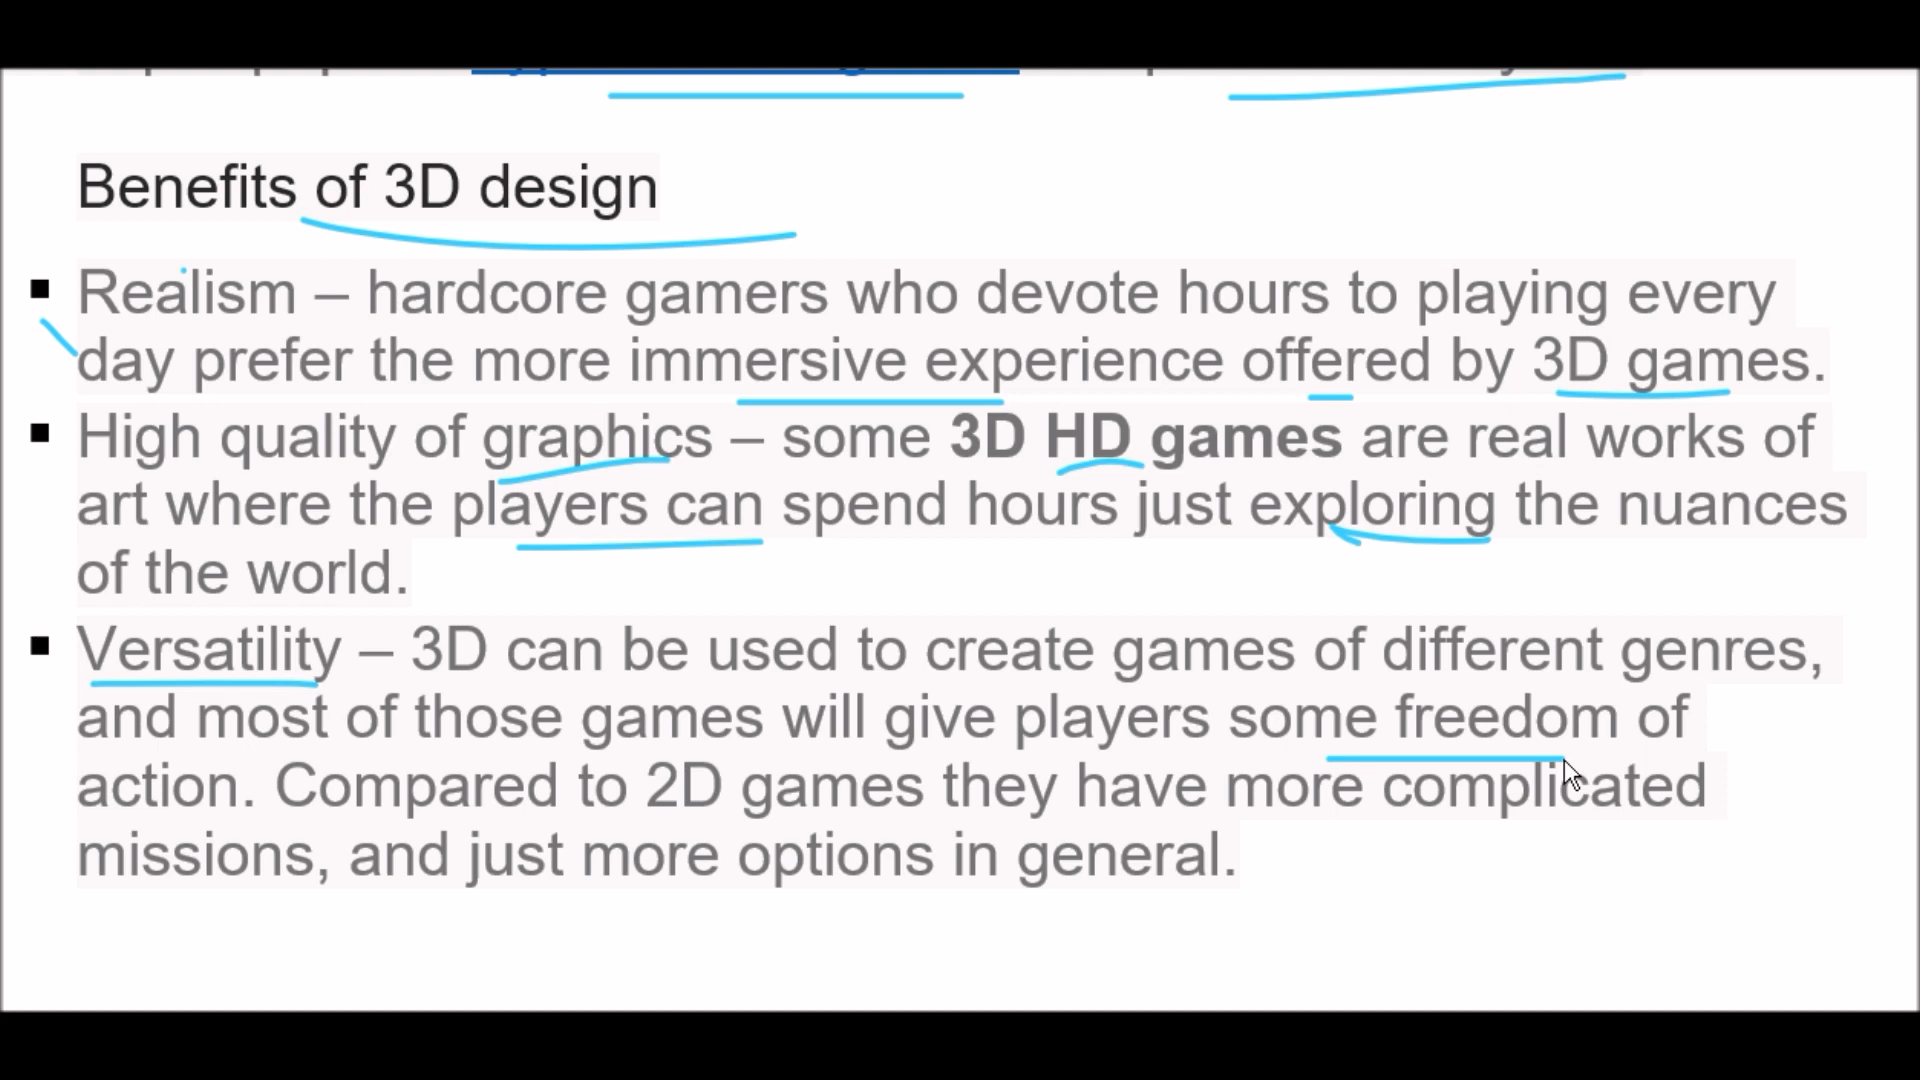 Benefits of 3D design
▪ Realism – hardcore gamers who devote hours to playing every
day prefer the more immersive experience offered by 3D games.
▪ High quality of graphics – some 3D HD games are real works of
art where the players can spend hours just exploring the nuances
of the world.
▪ Versatility – 3D can be used to create games of different genres,
and most of those games will give players some freedom of
action. Compared to 2D games they have more complicated
missions, and just more options in general.